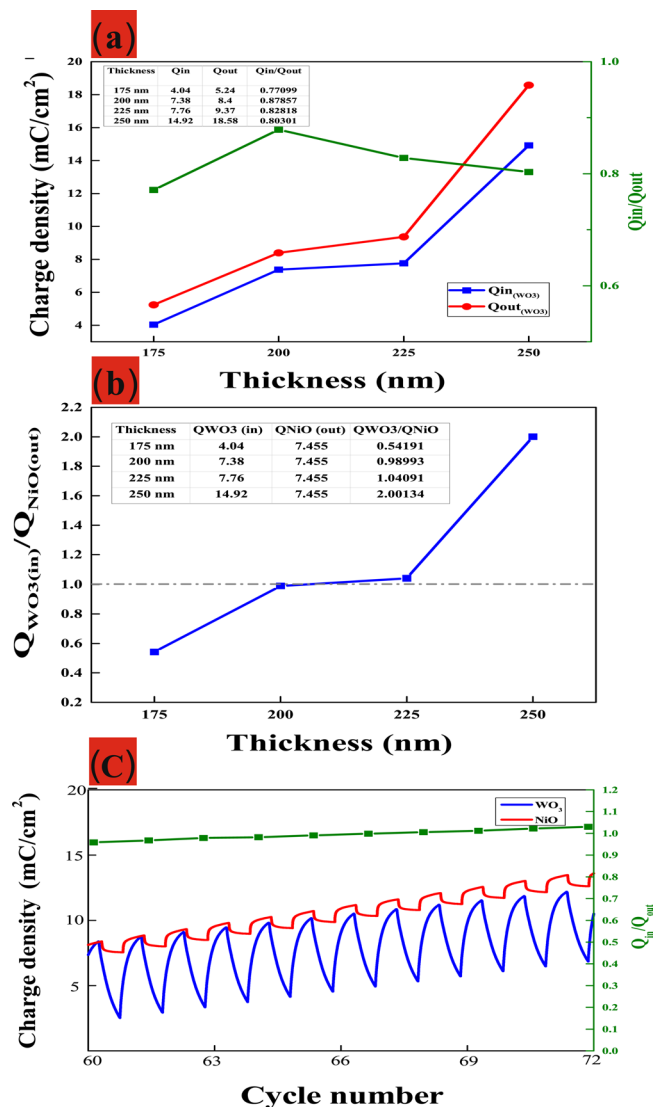 (a)
Charge density (mC/cm²)
20
18
16
14
12
10
8
6
4
Thickness Qin Qout Qin/Qout
175 nm 4.04 5.24 0.77099
200 nm 7.38 8.4 0.87857
225 nm 7.76 9.37 0.82818
250 nm 14.92 18.58 0.80301
Qin(WO3)
Qout(WO3)
1.0
0.8
0.6
Qin/Qout
175 200 225 250
Thickness (nm)
(b)
QWO3(in)/QNiO(out)
2.2
2.0
1.8
1.6
1.4
1.2
1.0
0.8
0.6
0.4
0.2
Thickness QWO3 (in) QNiO (out) QWO3/QNiO
175 nm 4.04 7.455 0.54191
200 nm 7.38 7.455 0.98993
225 nm 7.76 7.455 1.04091
250 nm 14.92 7.455 2.00134
175 200 225 250
Thickness (nm)
(C)
Charge density (mC/cm²)
20
15
10
5
WO₃
NiO
1.2
1.1
1.0
0.9
0.8
0.7
0.6
0.5
0.4
0.3
0.2
0.1
0.0
Qin/Qout
60 63 66 69 72
Cycle number